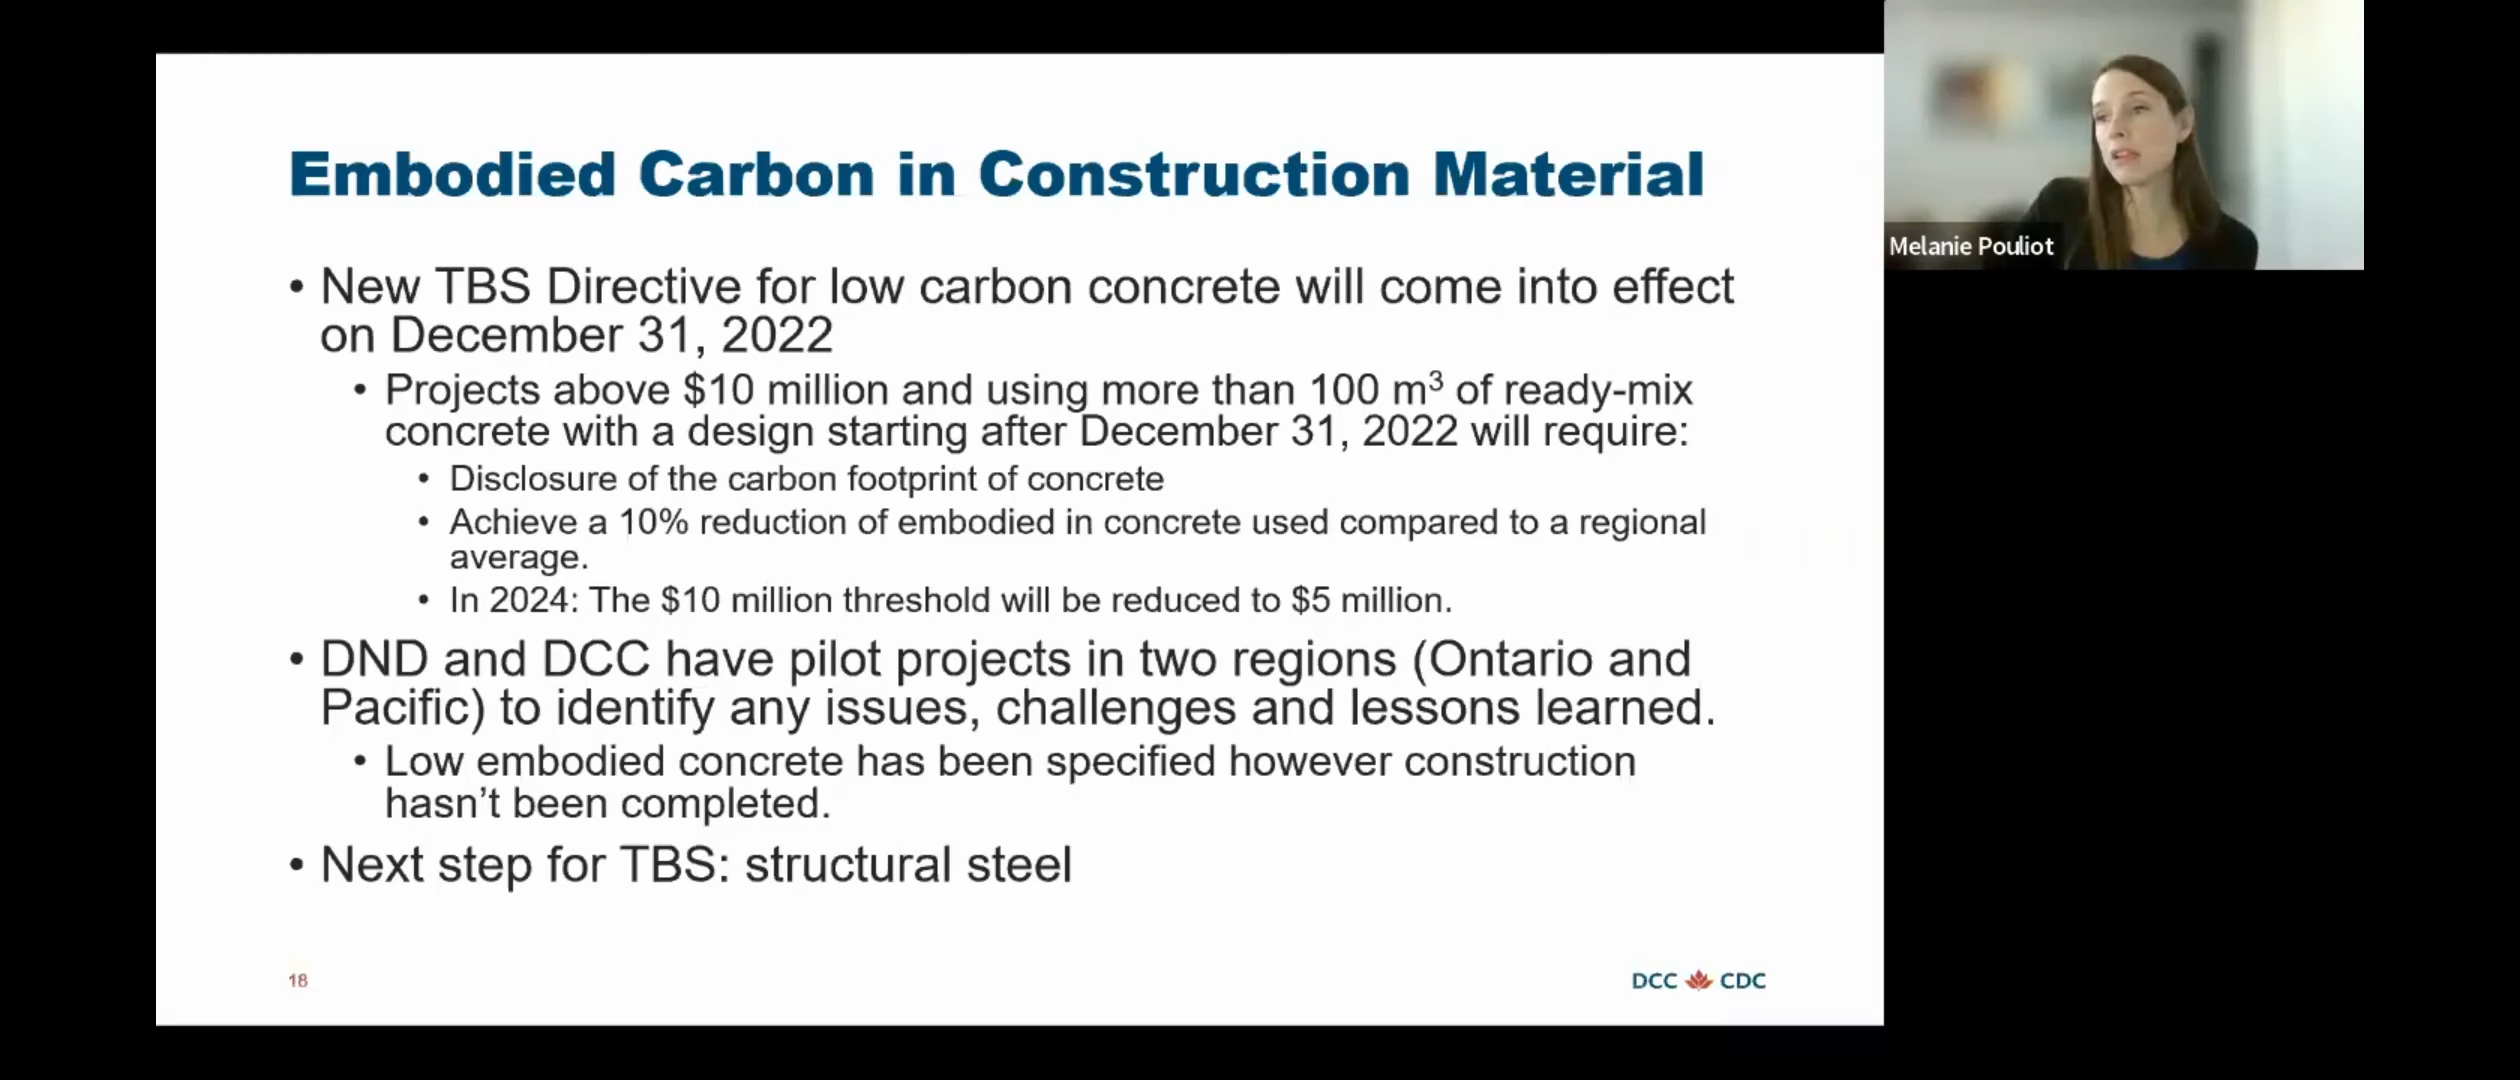 Embodied Carbon in Construction Material
• New TBS Directive for low carbon concrete will come into effect
on December 31, 2022
• Projects above $10 million and using more than 100 m³ of ready-mix
concrete with a design starting after December 31, 2022 will require:
• Disclosure of the carbon footprint of concrete
• Achieve a 10% reduction of embodied in concrete used compared to a regional
average.
• In 2024: The $10 million threshold will be reduced to $5 million.
• DND and DCC have pilot projects in two regions (Ontario and
Pacific) to identify any issues, challenges and lessons learned.
• Low embodied concrete has been specified however construction
hasn’t been completed.
• Next step for TBS: structural steel
18
DCC CDC
Melanie Pouliot